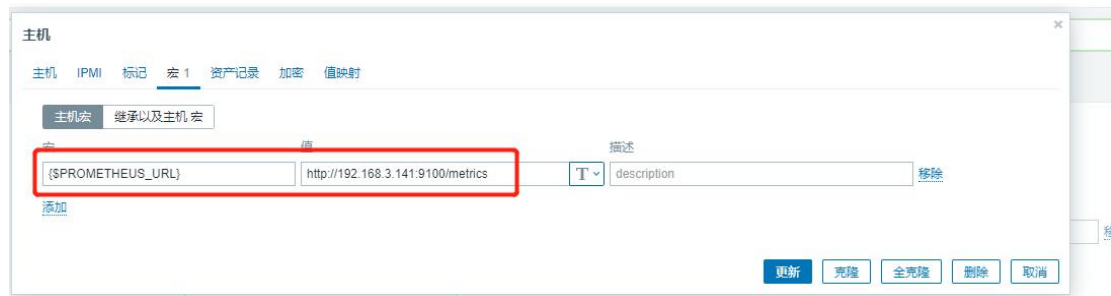 主机
主机 IPMI 标记 宏 1 资产记录 加密 值映射
主机宏 继承以及主机 宏
宏 值 描述
{$PROMETHEUS_URL} http://192.168.3.141:9100/metrics T description 移除
添加
更新 克隆 全克隆 删除 取消